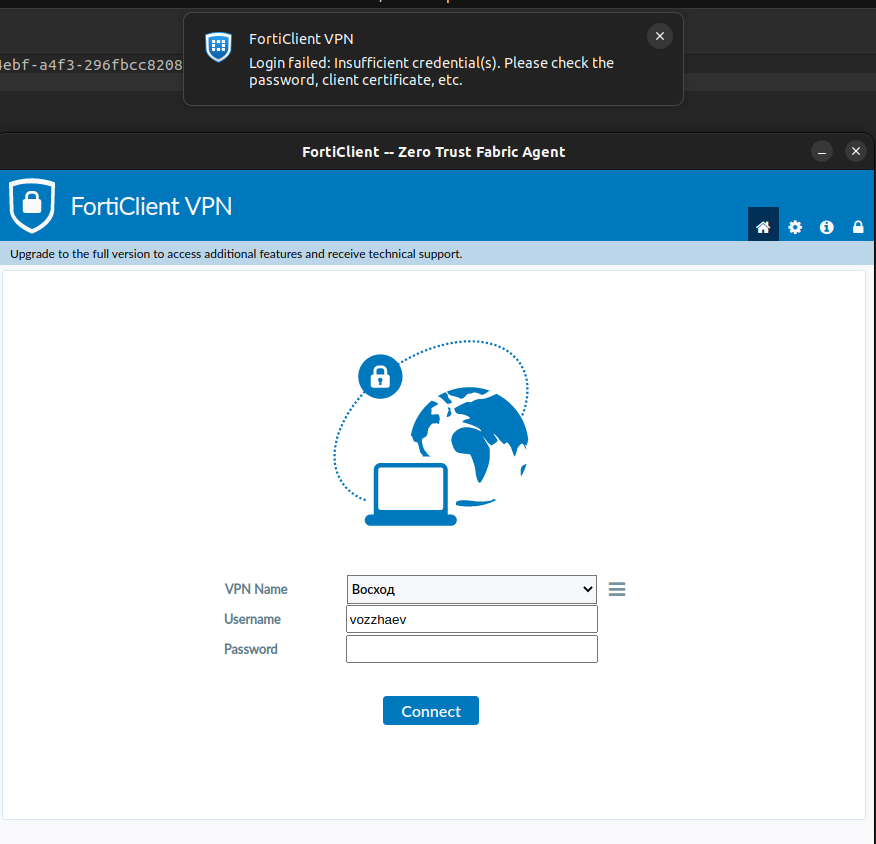 ebf-a4f3-296fbcc8208
FortiClient VPN
Login failed: Insufficient credential(s). Please check the
password, client certificate, etc.
FortiClient -- Zero Trust Fabric Agent
FortiClient VPN
Upgrade to the full version to access additional features and receive technical support.
VPN Name
Восход
Username
vozzhaev
Password
Connect